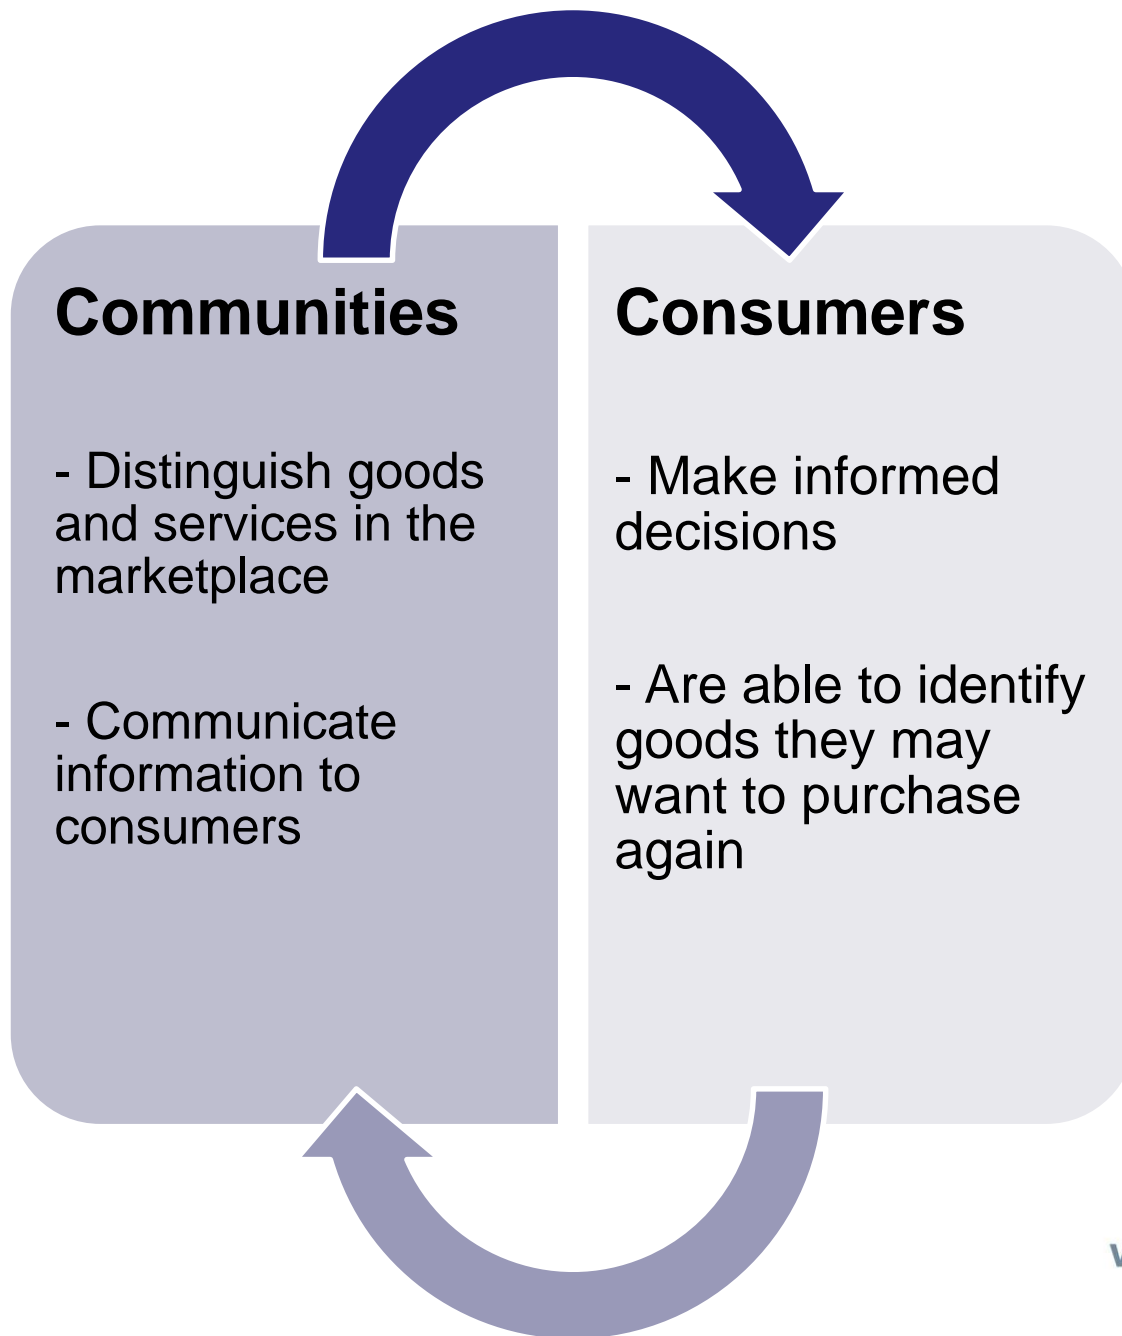 Communities
- Distinguish goods
and services in the
marketplace
- Communicate
information to
consumers
Consumers
- Make informed
decisions
- Are able to identify
goods they may
want to purchase
again